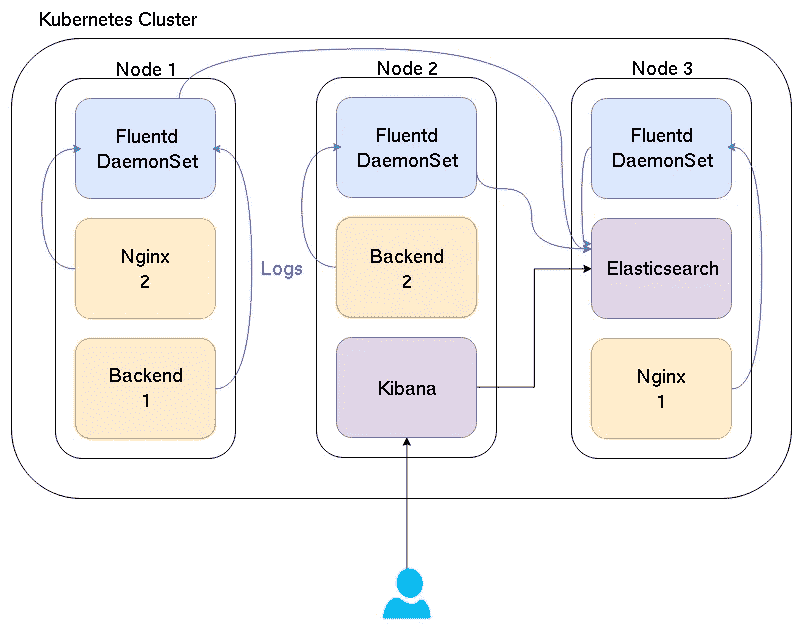 Kubernetes Cluster
Node 1
Fluentd
DaemonSet
Nginx
2
Backend
1
Logs
Node 2
Fluentd
DaemonSet
Backend
2
Kibana
Node 3
Fluentd
DaemonSet
Elasticsearch
Nginx
1